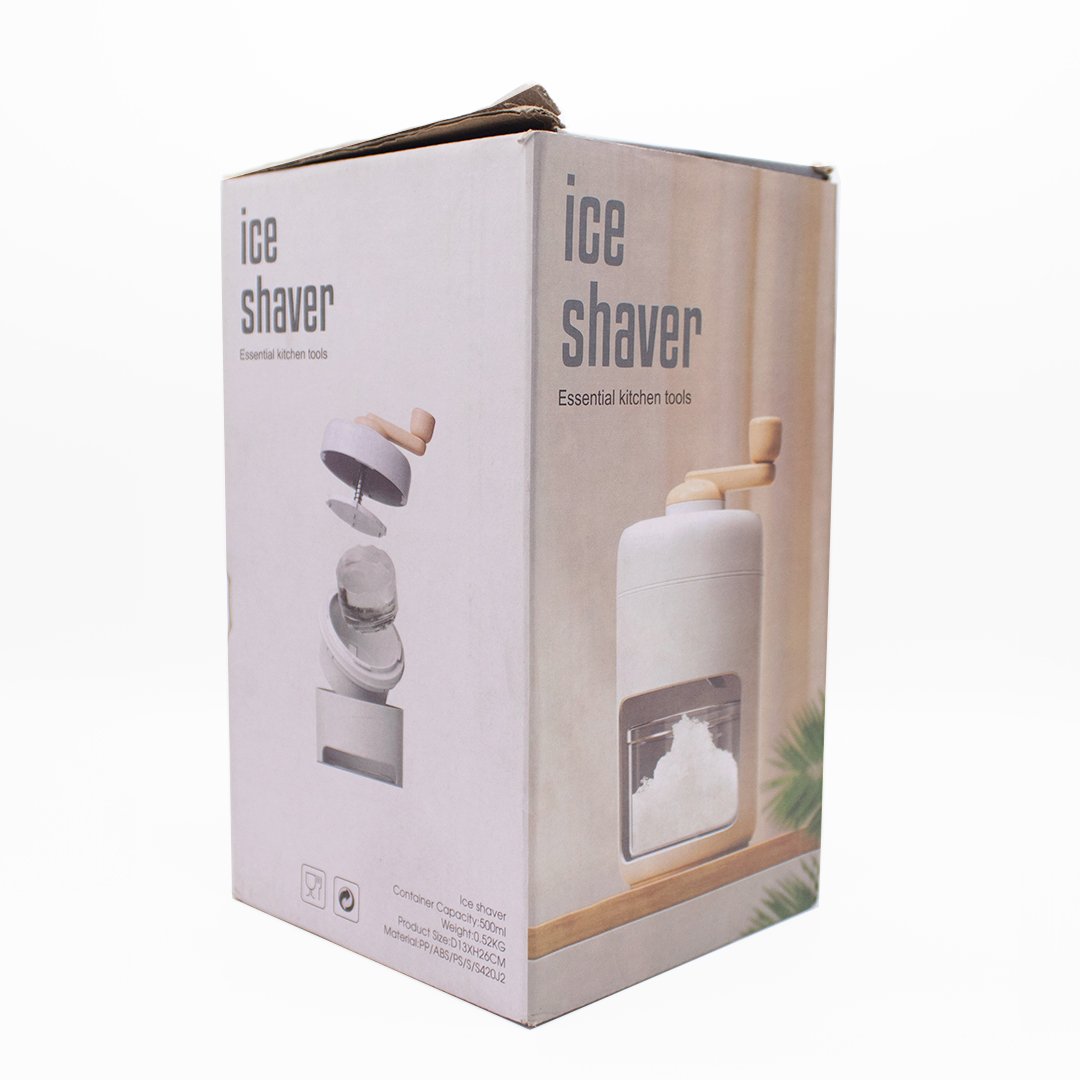 ice
shaver
Essential kitchen tools
Ice shaver
Container Capacity:500ml
Weight:0.52KG
Product Size:D13XH26CM
Material:PP/ABS/PS/S/S420J2
ice
shaver
Essential kitchen tools